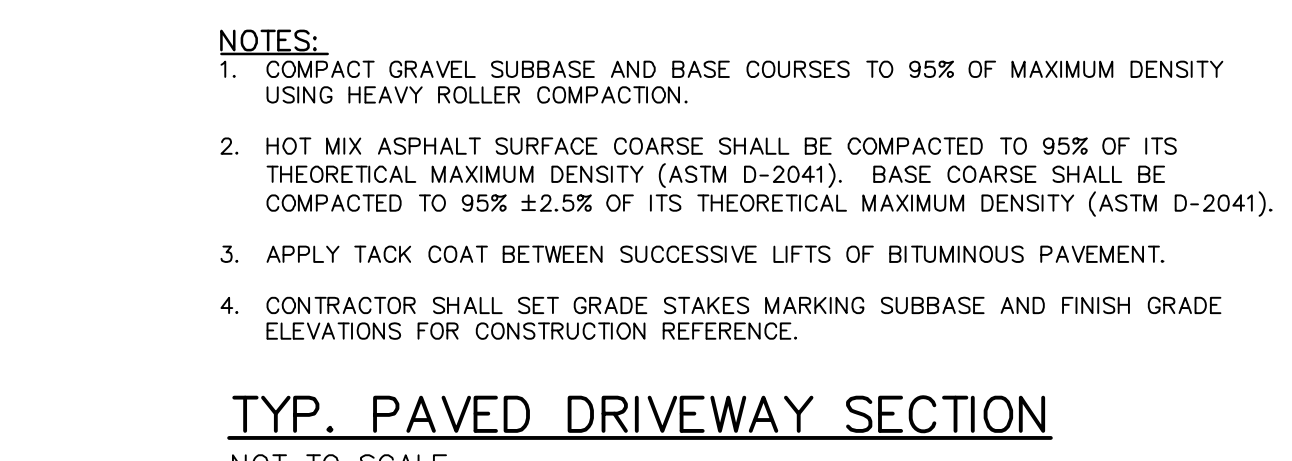 NOTES:
1. COMPACT GRAVEL SUBBASE AND BASE COURSES TO 95% OF MAXIMUM DENSITY
USING HEAVY ROLLER COMPACTION.
2. HOT MIX ASPHALT SURFACE COARSE SHALL BE COMPACTED TO 95% OF ITS
THEORETICAL MAXIMUM DENSITY (ASTM D-2041). BASE COARSE SHALL BE
COMPACTED TO 95% ±2.5% OF ITS THEORETICAL MAXIMUM DENSITY (ASTM D-2041).
3. APPLY TACK COAT BETWEEN SUCCESSIVE LIFTS OF BITUMINOUS PAVEMENT.
4. CONTRACTOR SHALL SET GRADE STAKES MARKING SUBBASE AND FINISH GRADE
ELEVATIONS FOR CONSTRUCTION REFERENCE.
TYP. PAVED DRIVEWAY SECTION
NOT TO SCALE